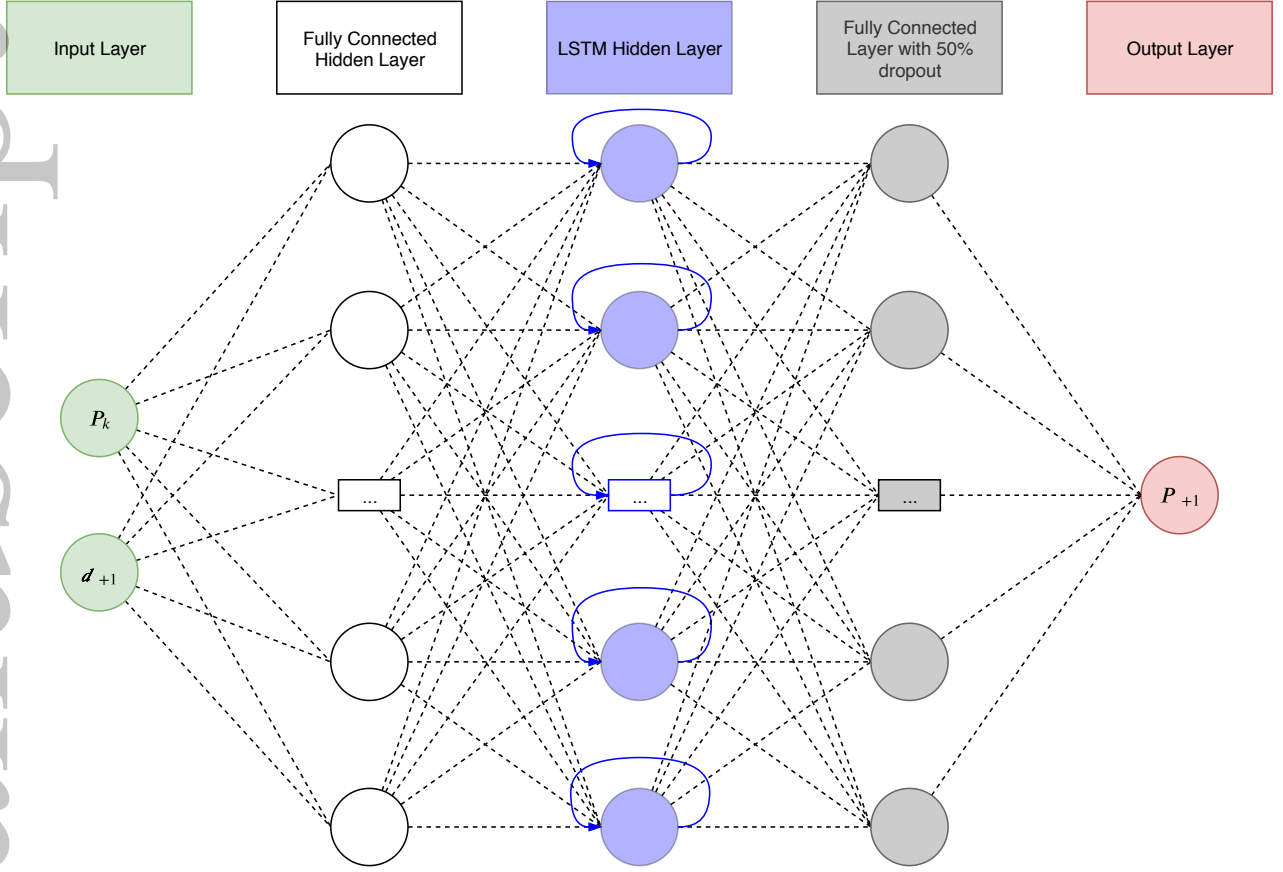 Input Layer
Fully Connected
Hidden Layer
LSTM Hidden Layer
Fully Connected
Layer with 50%
dropout
Output Layer
P_k
d +1
...
...
...
P +1